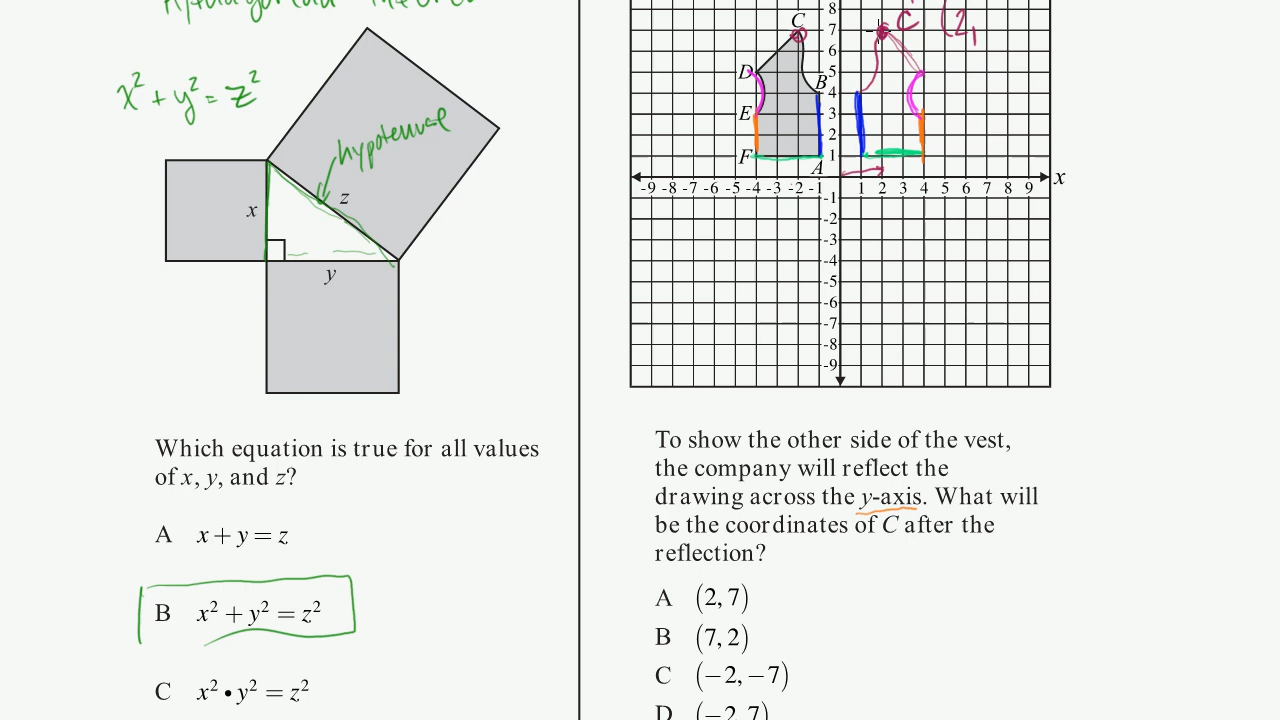 x² + y² = z²
hypotenuse
x
z
y
Which equation is true for all values
of x, y, and z?
A x + y = z
B x² + y² = z²
C x² • y² = z²
8
C
7
C' (2,
6
D
5
B
4
E
3
2
F
1
A
-9 -8 -7 -6 -5 -4 -3 -2 -1 1 2 3 4 5 6 7 8 9 x
-1
-2
-3
-4
-5
-6
-7
-8
-9
To show the other side of the vest,
the company will reflect the
drawing across the y-axis. What will
be the coordinates of C after the
reflection?
A (2, 7)
B (7, 2)
C (−2, −7)
D (−2, 7)